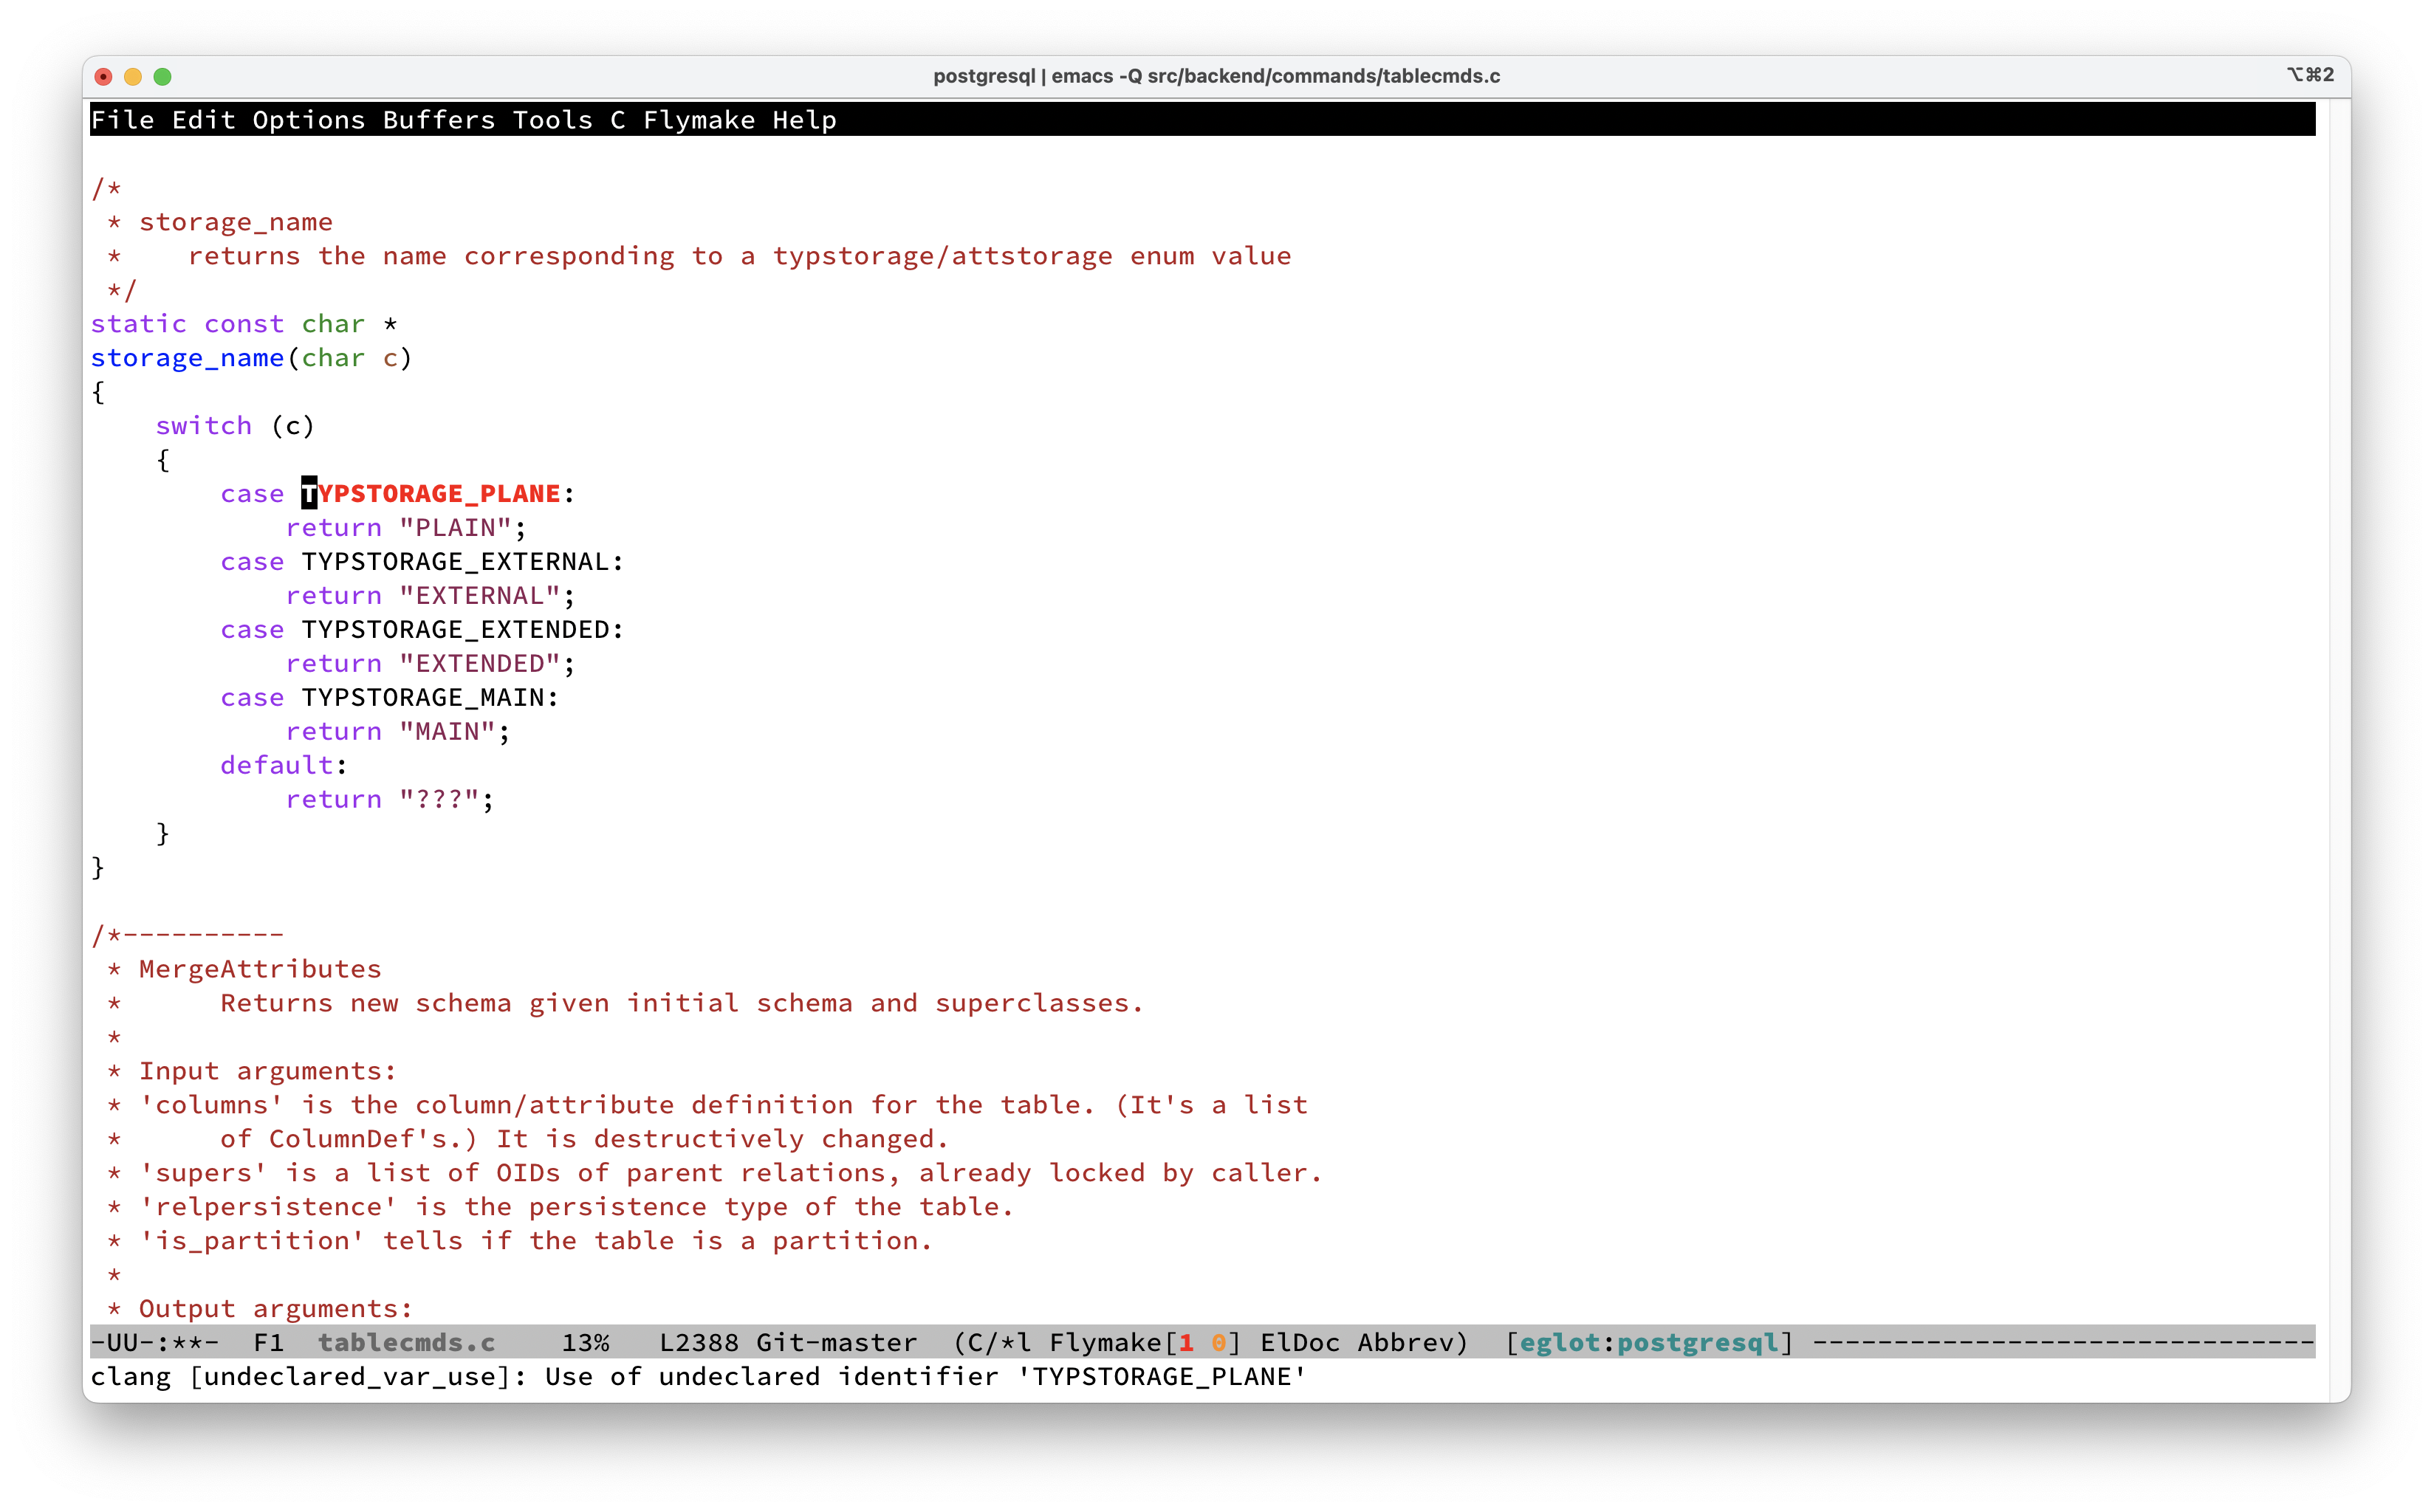 postgresql | emacs -Q src/backend/commands/tablecmds.c ⌥⌘2
File Edit Options Buffers Tools C Flymake Help
/*
 * storage_name
 *    returns the name corresponding to a typstorage/attstorage enum value
 */
static const char *
storage_name(char c)
{
    switch (c)
    {
        case TYPSTORAGE_PLANE:
            return "PLAIN";
        case TYPSTORAGE_EXTERNAL:
            return "EXTERNAL";
        case TYPSTORAGE_EXTENDED:
            return "EXTENDED";
        case TYPSTORAGE_MAIN:
            return "MAIN";
        default:
            return "???";
    }
}
/*----------
 * MergeAttributes
 *      Returns new schema given initial schema and superclasses.
 *
 * Input arguments:
 * 'columns' is the column/attribute definition for the table. (It's a list
 *      of ColumnDef's.) It is destructively changed.
 * 'supers' is a list of OIDs of parent relations, already locked by caller.
 * 'relpersistence' is the persistence type of the table.
 * 'is_partition' tells if the table is a partition.
 *
 * Output arguments:
-UU-:**-  F1  tablecmds.c    13%   L2388 Git-master  (C/*l Flymake[1 0] ElDoc Abbrev)  [eglot:postgresql] -------------------------------
clang [undeclared_var_use]: Use of undeclared identifier 'TYPSTORAGE_PLANE'